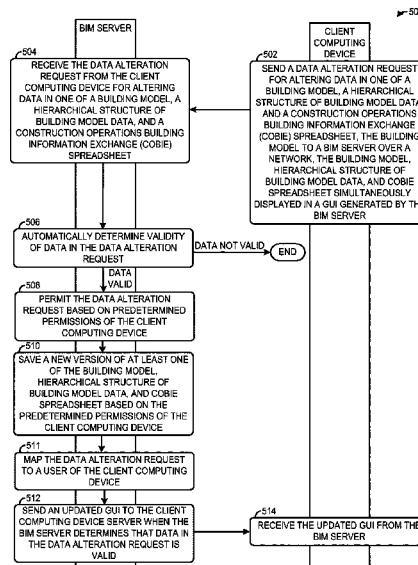 50
BIM SERVER
CLIENT
COMPUTING
DEVICE
504
RECEIVE THE DATA ALTERATION
REQUEST FROM THE CLIENT
COMPUTING DEVICE FOR ALTERING
DATA IN ONE OF A BUILDING MODEL, A
HIERARCHICAL STRUCTURE OF
BUILDING MODEL DATA, AND A
CONSTRUCTION OPERATIONS BUILDING
INFORMATION EXCHANGE (COBIE)
SPREADSHEET
502
SEND A DATA ALTERATION REQUEST
FOR ALTERING DATA IN ONE OF A
BUILDING MODEL, A HIERARCHICAL
STRUCTURE OF BUILDING MODEL DATA
AND A CONSTRUCTION OPERATIONS
BUILDING INFORMATION EXCHANGE
(COBIE) SPREADSHEET, THE BUILDING
MODEL TO A BIM SERVER OVER A
NETWORK, THE BUILDING MODEL,
HIERARCHICAL STRUCTURE OF
BUILDING MODEL DATA, AND COBIE
SPREADSHEET SIMULTANEOUSLY
DISPLAYED IN A GUI GENERATED BY THE
BIM SERVER
506
AUTOMATICALLY DETERMINE VALIDITY
OF DATA IN THE DATA ALTERATION
REQUEST
DATA NOT VALID
END
DATA
VALID
508
PERMIT THE DATA ALTERATION
REQUEST BASED ON PREDETERMINED
PERMISSIONS OF THE CLIENT
COMPUTING DEVICE
510
SAVE A NEW VERSION OF AT LEAST ONE
OF THE BUILDING MODEL,
HIERARCHICAL STRUCTURE OF
BUILDING MODEL DATA, AND COBIE
SPREADSHEET BASED ON THE
PREDETERMINED PERMISSIONS OF THE
CLIENT COMPUTING DEVICE
511
MAP THE DATA ALTERATION REQUEST
TO A USER OF THE CLIENT COMPUTING
DEVICE
512
SEND AN UPDATED GUI TO THE CLIENT
COMPUTING DEVICE SERVER WHEN THE
BIM SERVER DETERMINES THAT DATA IN
THE DATA ALTERATION REQUEST IS
VALID
514
RECEIVE THE UPDATED GUI FROM THE
BIM SERVER